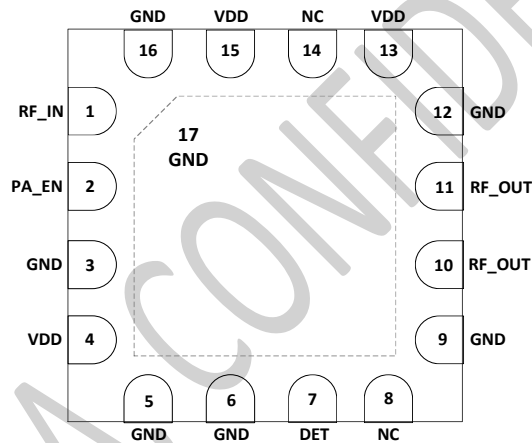 GND VDD NC VDD
16 15 14 13
RF_IN 1 12 GND
17
GND
PA_EN 2 11 RF_OUT
GND 3 10 RF_OUT
VDD 4 9 GND
5 6 7 8
GND GND DET NC